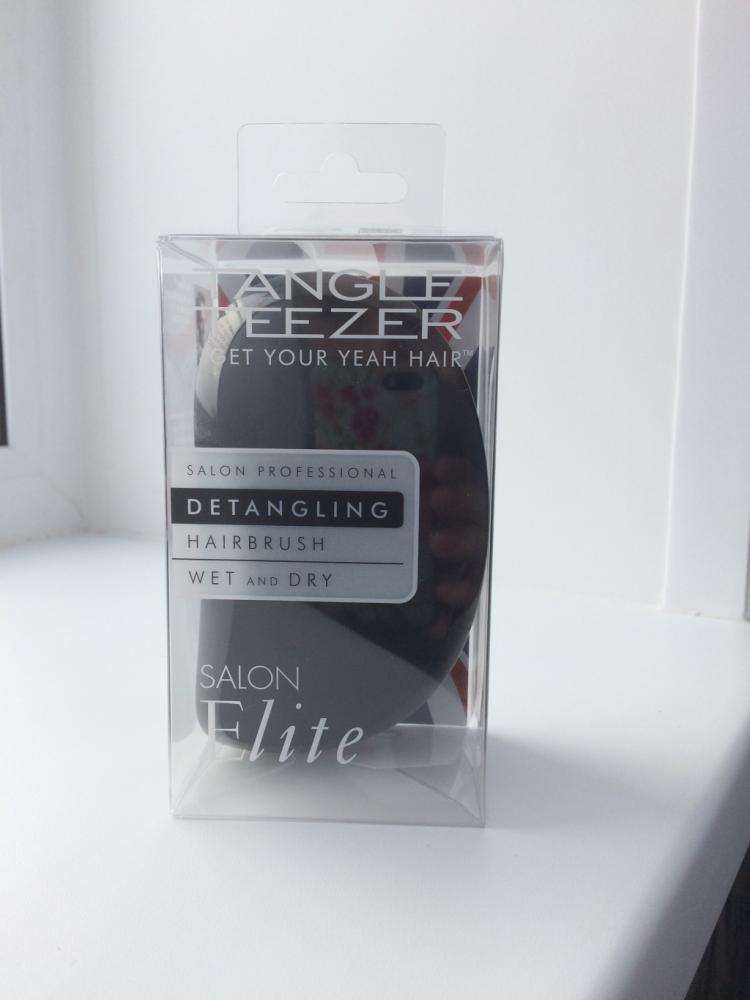 TANGLE
TEEZER
GET YOUR YEAH HAIR™
SALON PROFESSIONAL
DETANGLING
HAIRBRUSH
WET AND DRY
SALON
Elite